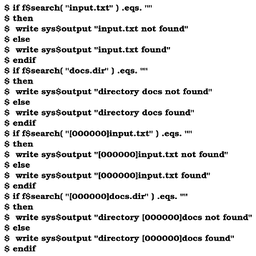 $ if f$search( "input.txt" ) .eqs. ""
$ then
$  write sys$output "input.txt not found"
$ else
$  write sys$output "input.txt found"
$ endif
$ if f$search( "docs.dir" ) .eqs. ""
$ then
$  write sys$output "directory docs not found"
$ else
$  write sys$output "directory docs found"
$ endif
$ if f$search( "[000000]input.txt" ) .eqs. ""
$ then
$  write sys$output "[000000]input.txt not found"
$ else
$  write sys$output "[000000]input.txt found"
$ endif
$ if f$search( "[000000]docs.dir" ) .eqs. ""
$ then
$  write sys$output "directory [000000]docs not found"
$ else
$  write sys$output "directory [000000]docs found"
$ endif